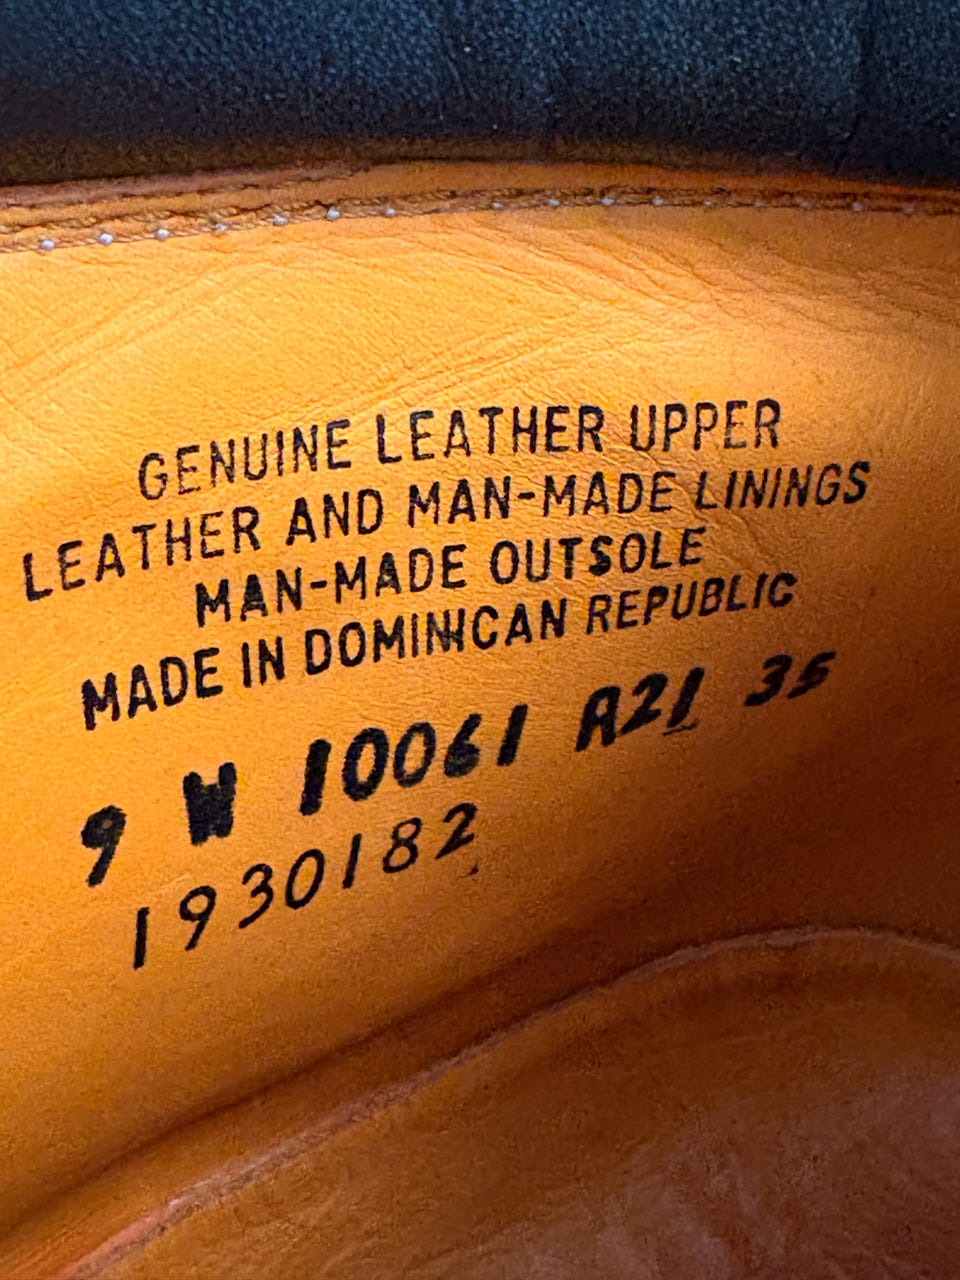 GENUINE LEATHER UPPER
LEATHER AND MAN-MADE LININGS
MAN-MADE OUTSOLE
MADE IN DOMINICAN REPUBLIC
9 W 10061 A21 35
1930182